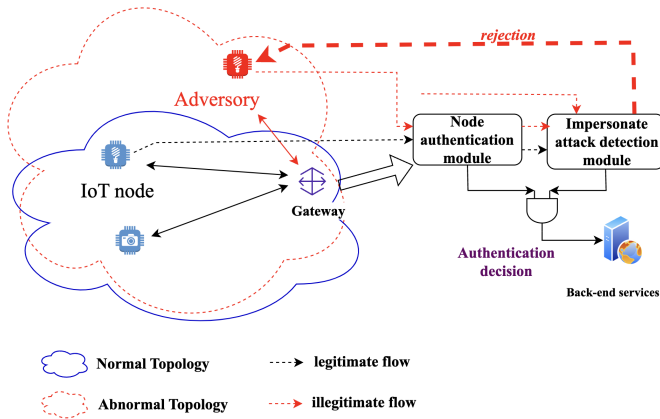 rejection
Adversory
Node
authentication
module
Impersonate
attack detection
module
IoT node
Gateway
Authentication
decision
Back-end services
Normal Topology
legitimate flow
Abnormal Topology
illegitimate flow